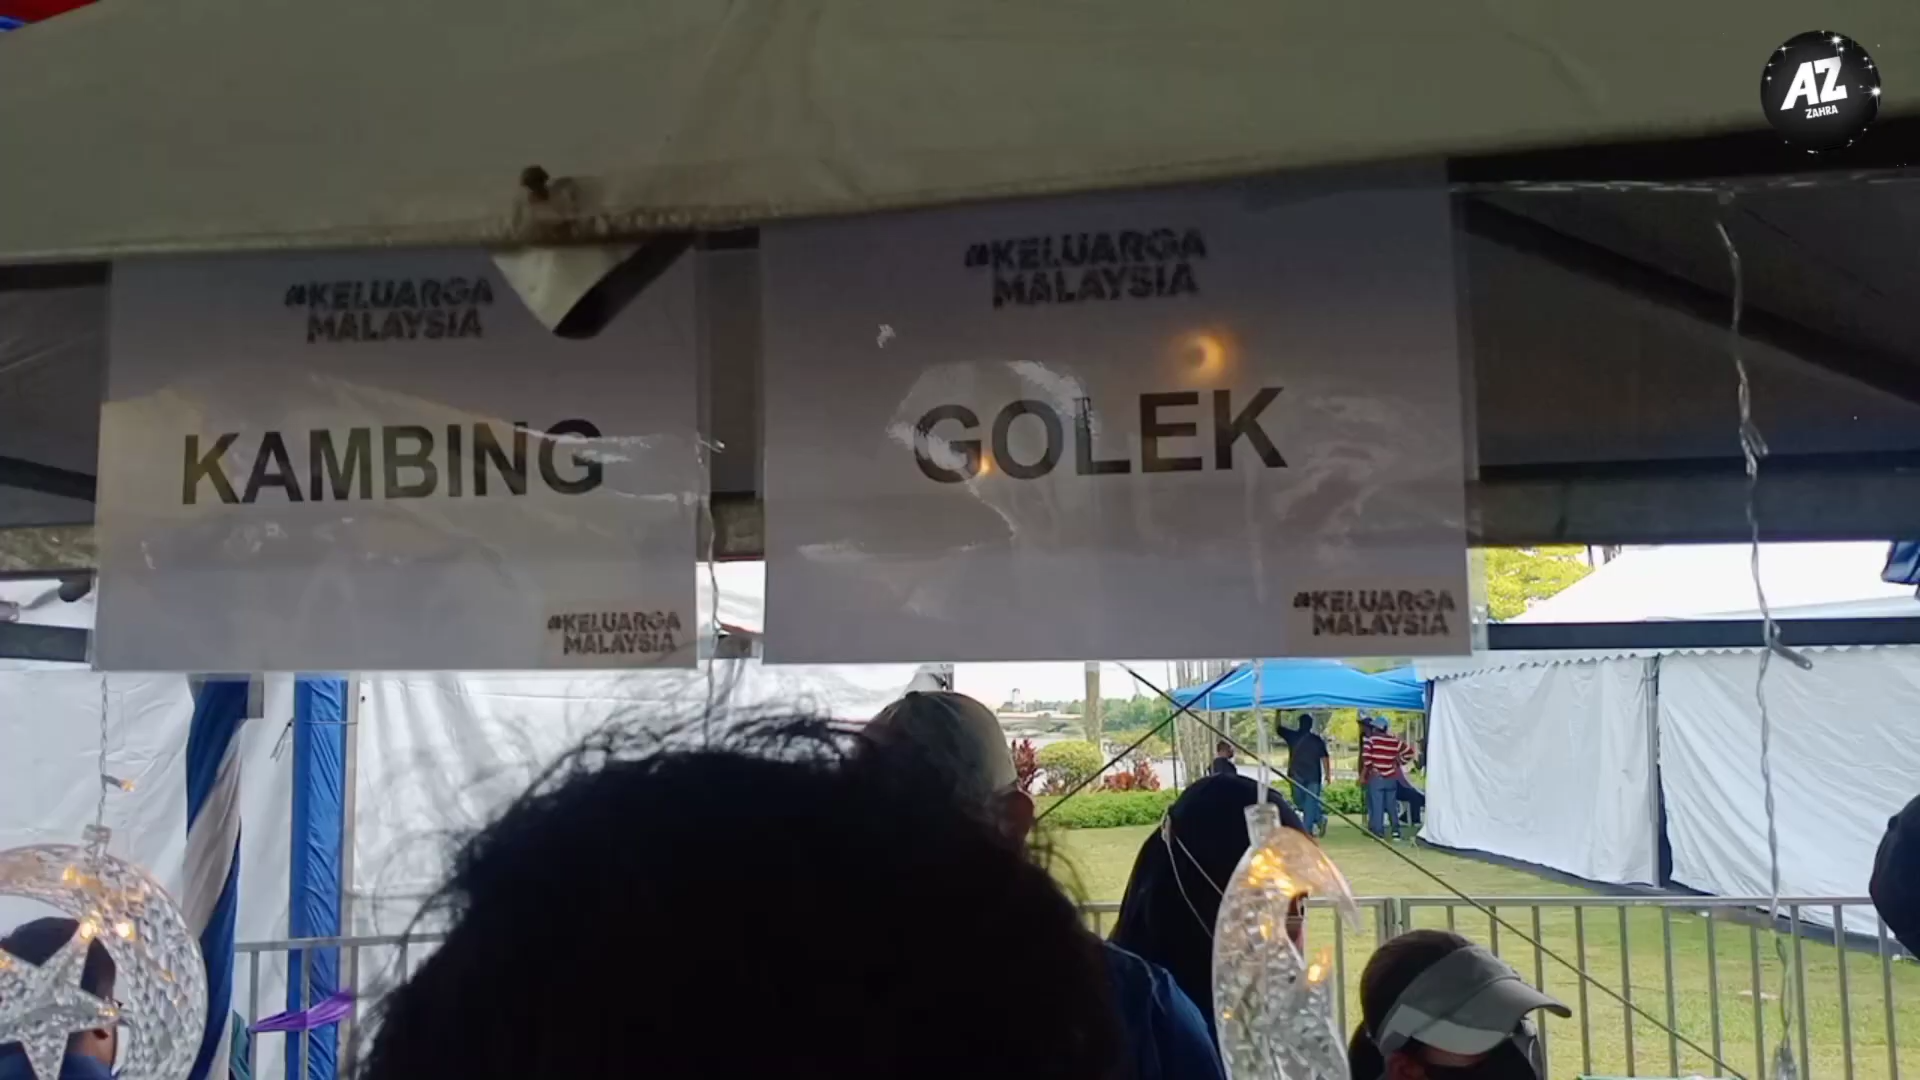 #KELUARGA
MALAYSIA
KAMBING
#KELUARGA
MALAYSIA
#KELUARGA
MALAYSIA
GOLEK
#KELUARGA
MALAYSIA
AZ
ZAHRA